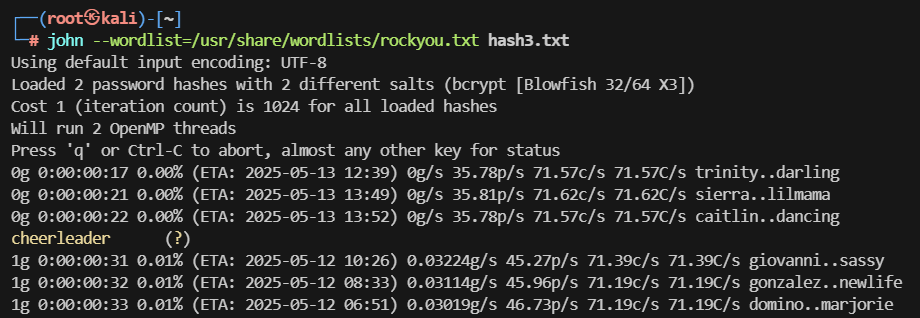 ┌──(root㉿kali)-[~]
└─# john --wordlist=/usr/share/wordlists/rockyou.txt hash3.txt
Using default input encoding: UTF-8
Loaded 2 password hashes with 2 different salts (bcrypt [Blowfish 32/64 X3])
Cost 1 (iteration count) is 1024 for all loaded hashes
Will run 2 OpenMP threads
Press 'q' or Ctrl-C to abort, almost any other key for status
0g 0:00:00:17 0.00% (ETA: 2025-05-13 12:39) 0g/s 35.78p/s 71.57c/s 71.57C/s trinity..darling
0g 0:00:00:21 0.00% (ETA: 2025-05-13 13:49) 0g/s 35.81p/s 71.62c/s 71.62C/s sierra..lilmama
0g 0:00:00:22 0.00% (ETA: 2025-05-13 13:52) 0g/s 35.78p/s 71.57c/s 71.57C/s caitlin..dancing
cheerleader      (?)
1g 0:00:00:31 0.01% (ETA: 2025-05-12 10:26) 0.03224g/s 45.27p/s 71.39c/s 71.39C/s giovanni..sassy
1g 0:00:00:32 0.01% (ETA: 2025-05-12 08:33) 0.03114g/s 45.96p/s 71.19c/s 71.19C/s gonzalez..newlife
1g 0:00:00:33 0.01% (ETA: 2025-05-12 06:51) 0.03019g/s 46.73p/s 71.19c/s 71.19C/s domino..marjorie